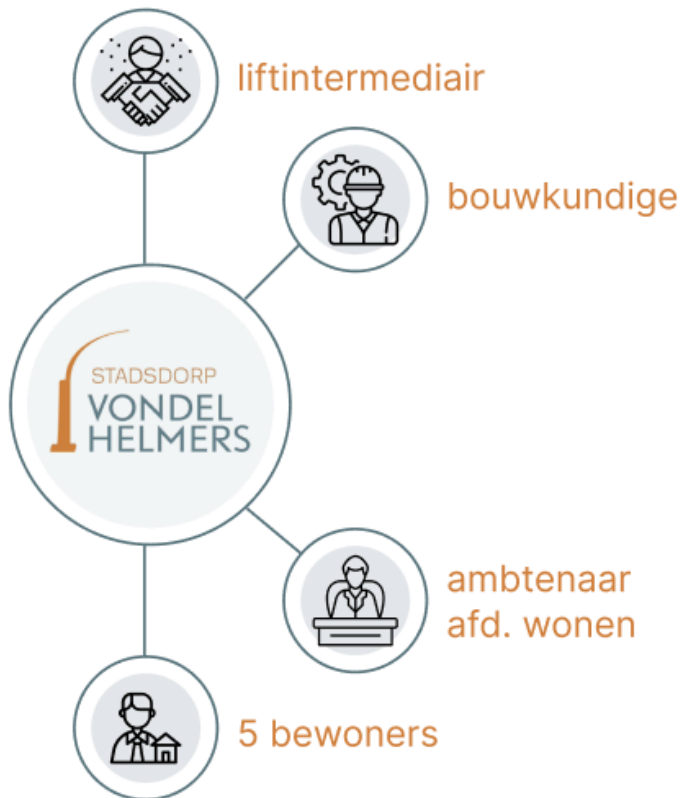 liftintermediair
bouwkundige
STADSDORP
VONDEL
HELMERS
ambtenaar
afd. wonen
5 bewoners